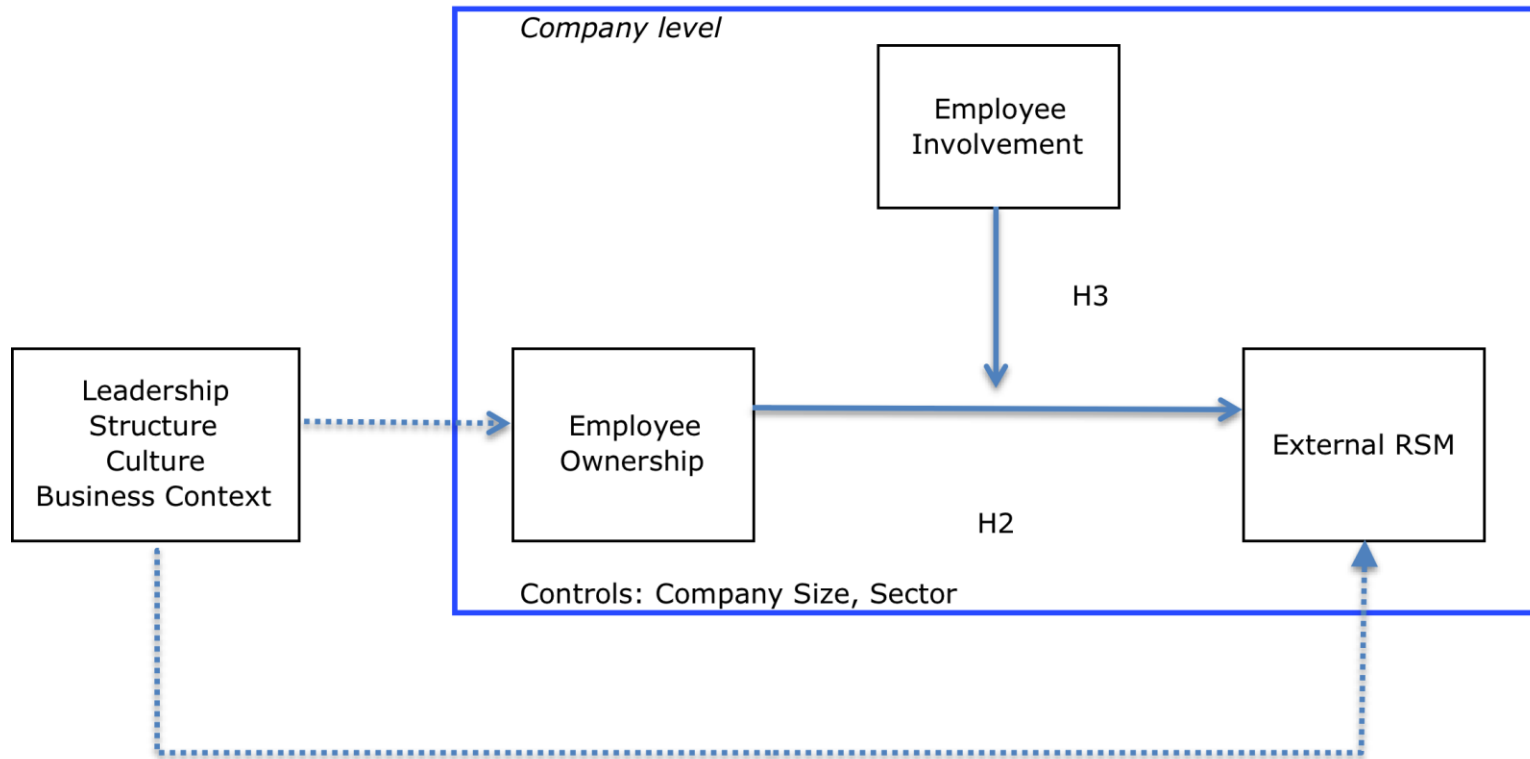 Company level
Employee
Involvement
H3
Leadership
Structure
Culture
Business Context
Employee
Ownership
External RSM
H2
Controls: Company Size, Sector